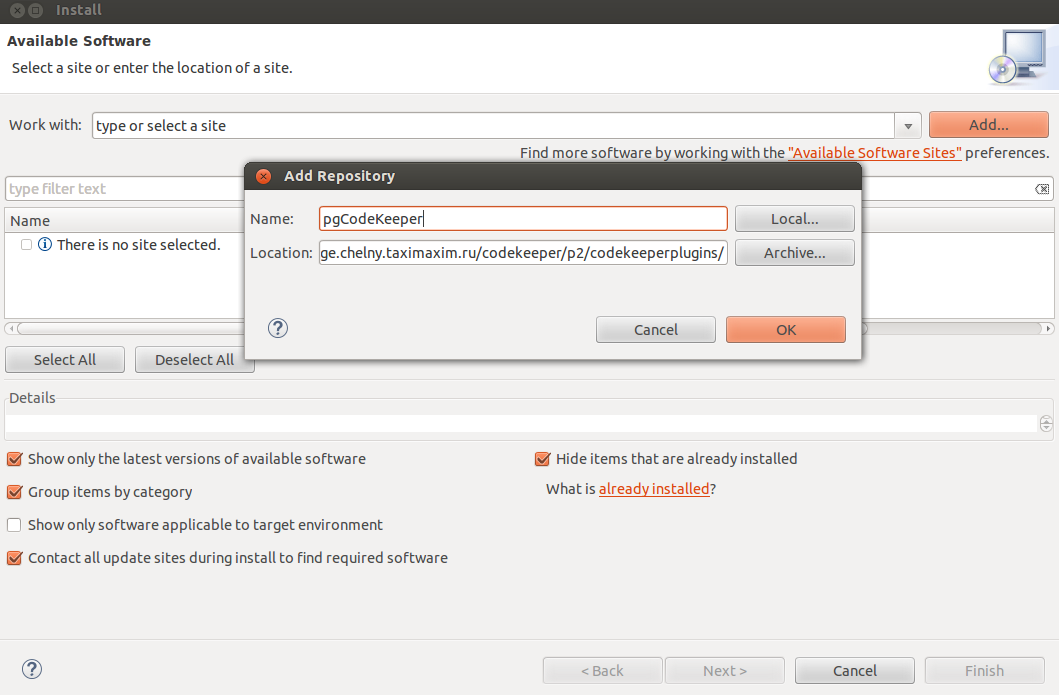 Install
Available Software
Select a site or enter the location of a site.
Work with: type or select a site Add...
Find more software by working with the "Available Software Sites" preferences.
type filter text
Name
There is no site selected.
Add Repository
Name: pgCodeKeeper Local...
Location: ge.chelny.taximaxim.ru/codekeeper/p2/codekeeperplugins/ Archive...
? Cancel OK
Select All Deselect All
Details
Show only the latest versions of available software
Hide items that are already installed
Group items by category
What is already installed?
Show only software applicable to target environment
Contact all update sites during install to find required software
? < Back Next > Cancel Finish